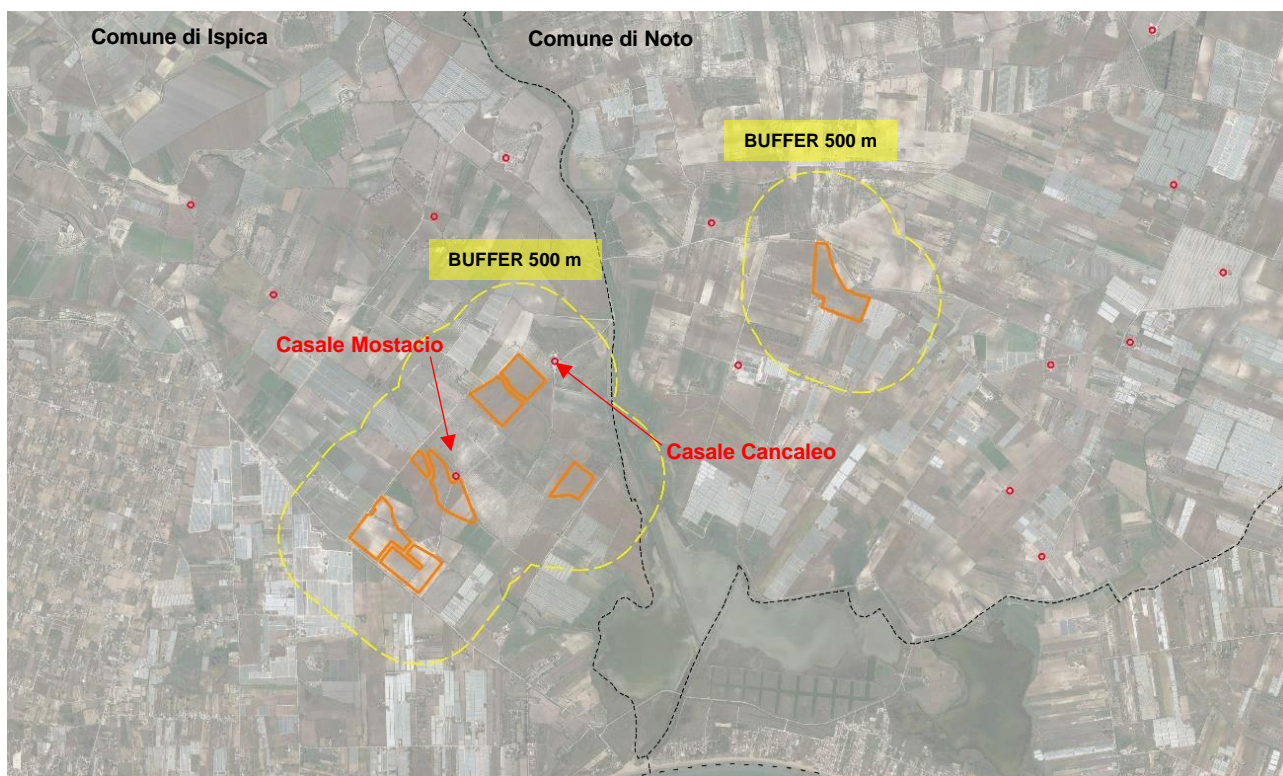 Comune di Ispica
Comune di Noto
BUFFER 500 m
BUFFER 500 m
Casale Mostacio
Casale Cancaleo